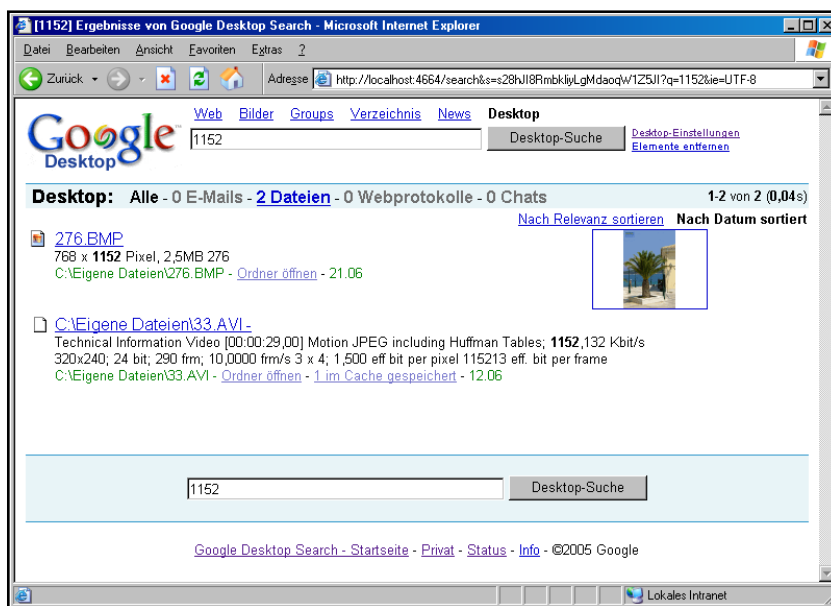 [1152] Ergebnisse von Google Desktop Search - Microsoft Internet Explorer
Datei Bearbeiten Ansicht Favoriten Extras ?
Zurück Adresse http://localhost:4664/search&s=s28hJI8RmbkliyLgMdaoqW1Z5JI?q=1152&ie=UTF-8
Web Bilder Groups Verzeichnis News Desktop
Google Desktop
1152 Desktop-Suche Desktop-Einstellungen
Elemente entfernen
Desktop: Alle - 0 E-Mails - 2 Dateien - 0 Webprotokolle - 0 Chats 1-2 von 2 (0,04s)
Nach Relevanz sortieren Nach Datum sortiert
276.BMP
768 x 1152 Pixel, 2,5MB 276
C:\Eigene Dateien\276.BMP - Ordner öffnen - 21.06
C:\Eigene Dateien\33.AVI -
Technical Information Video [00:00:29,00] Motion JPEG including Huffman Tables; 1152,132 Kbit/s
320x240; 24 bit; 290 frm; 10,0000 frm/s 3 x 4; 1,500 eff bit per pixel 115213 eff. bit per frame
C:\Eigene Dateien\33.AVI - Ordner öffnen - 1 im Cache gespeichert - 12.06
1152 Desktop-Suche
Google Desktop Search - Startseite - Privat - Status - Info - ©2005 Google
Lokales Intranet